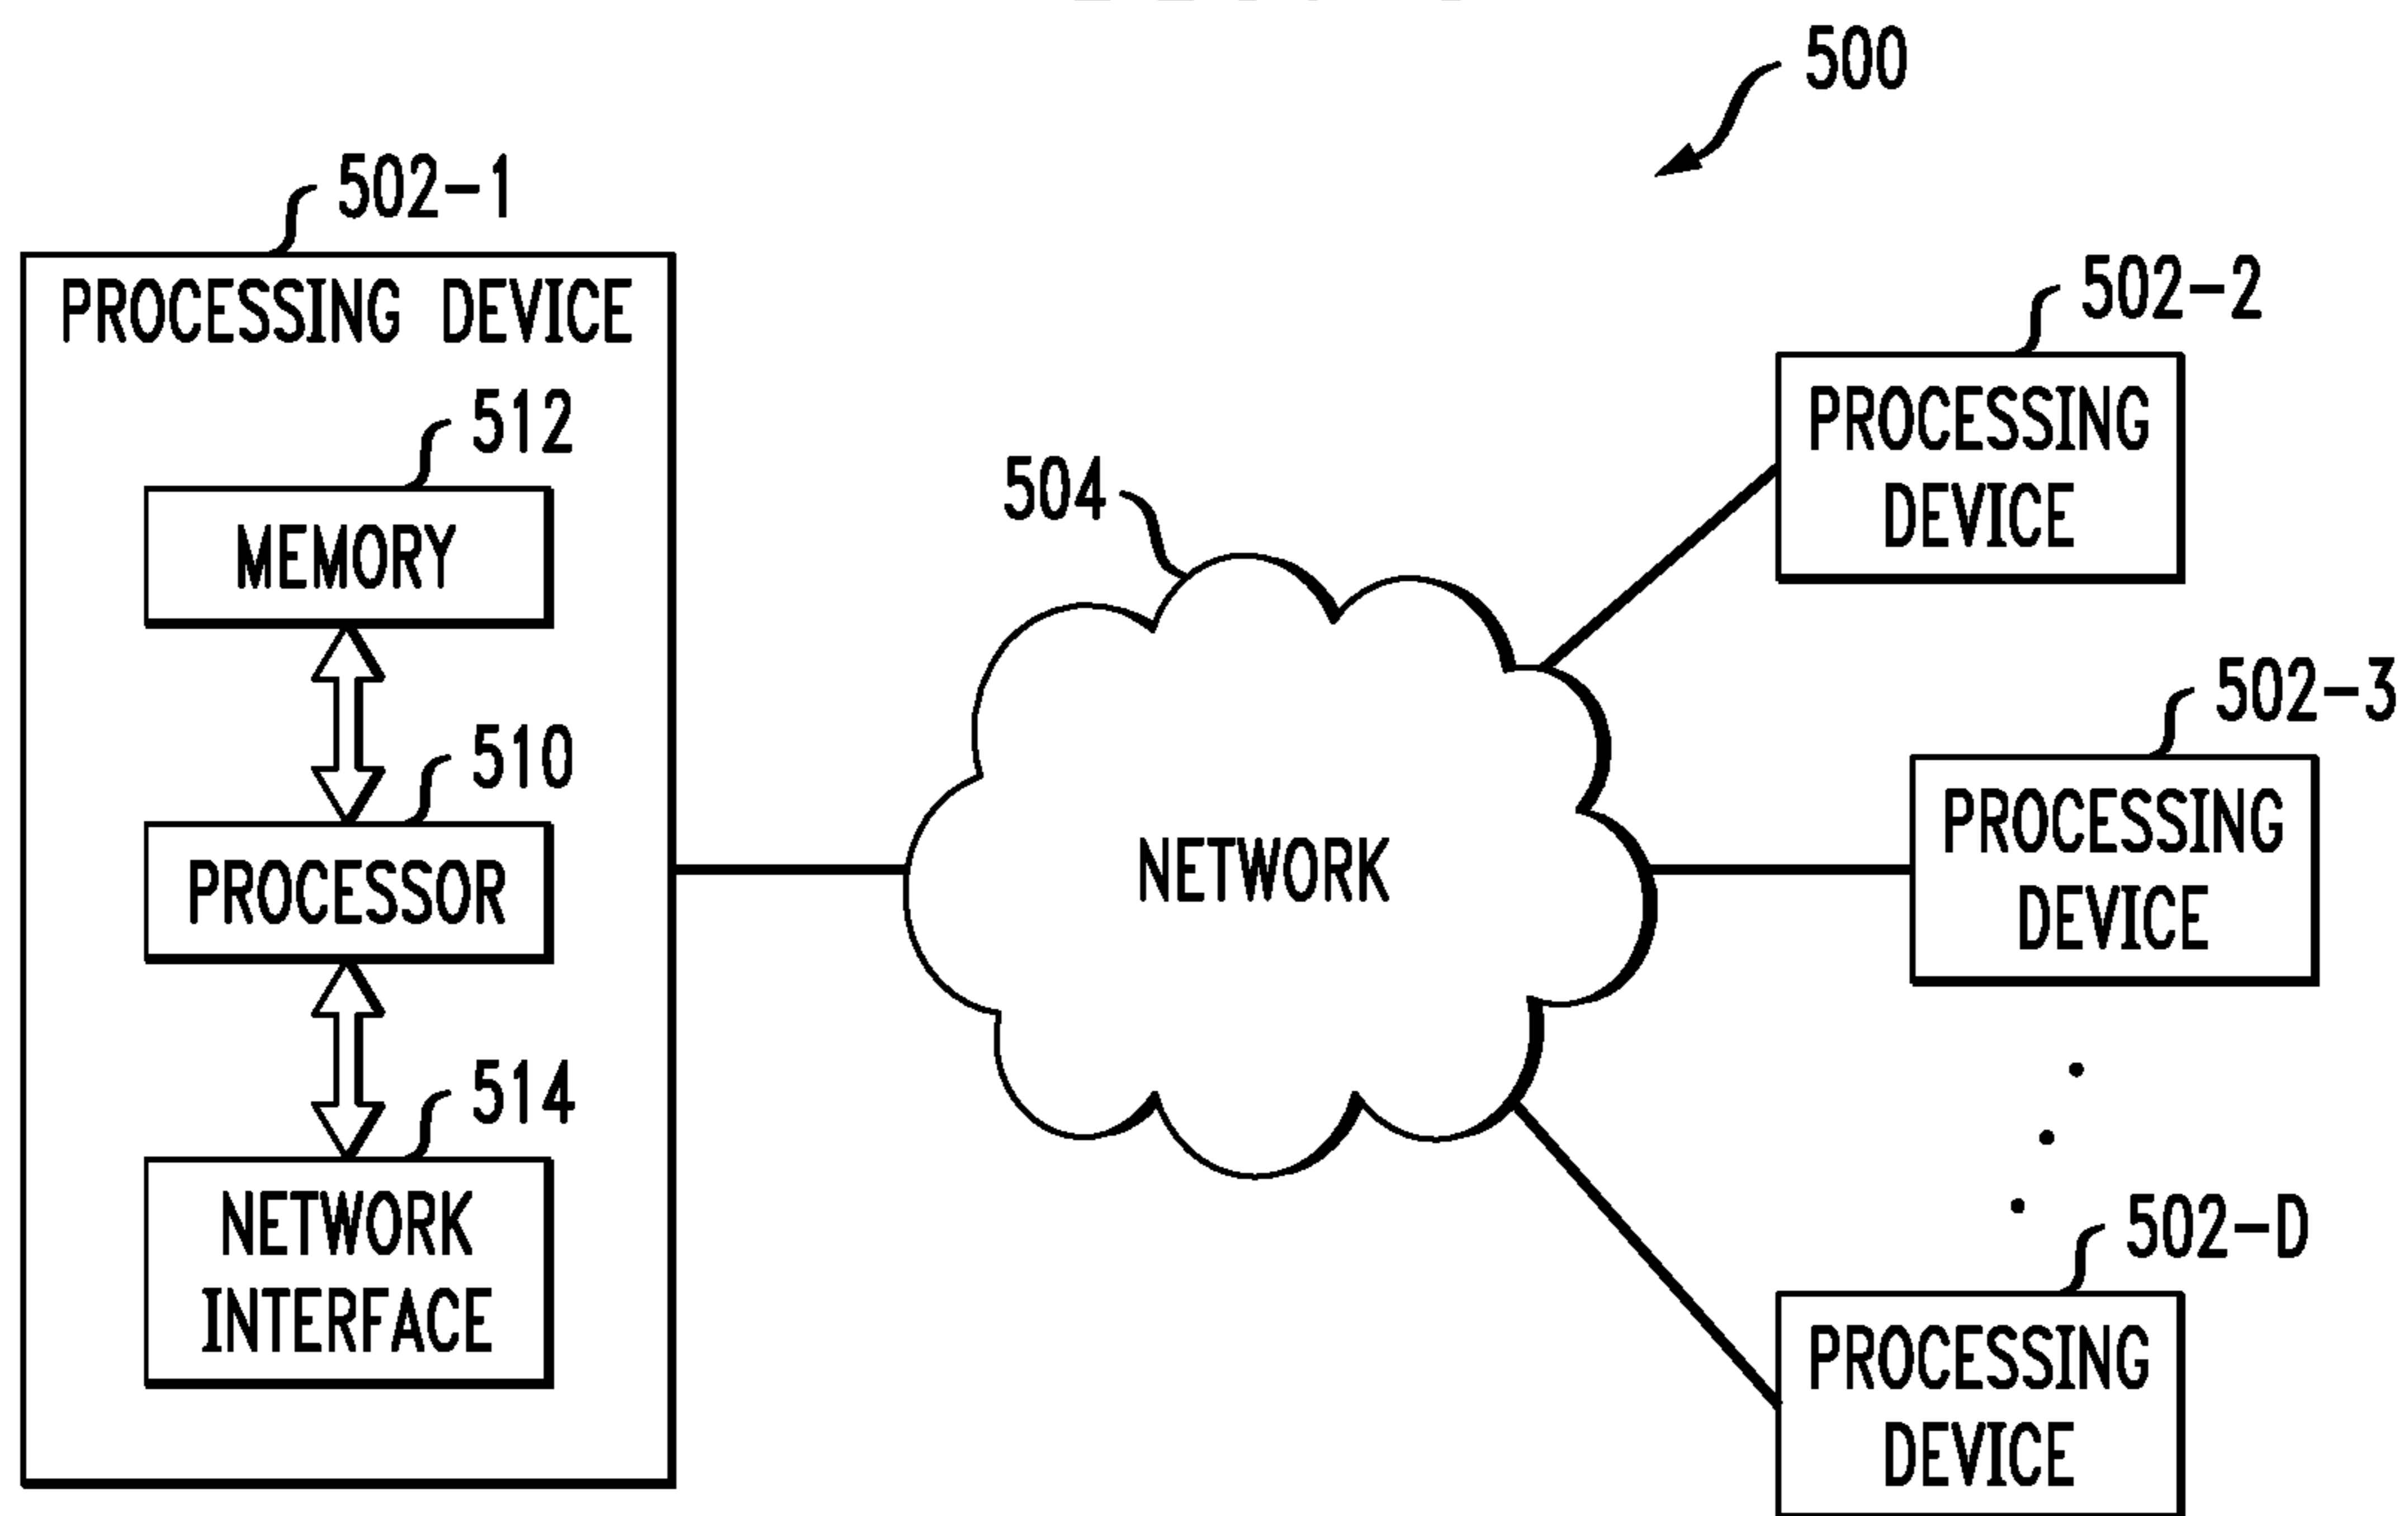 500
502-1
PROCESSING DEVICE
512
MEMORY
510
PROCESSOR
514
NETWORK
INTERFACE
504
NETWORK
502-2
PROCESSING
DEVICE
502-3
PROCESSING
DEVICE
502-D
PROCESSING
DEVICE